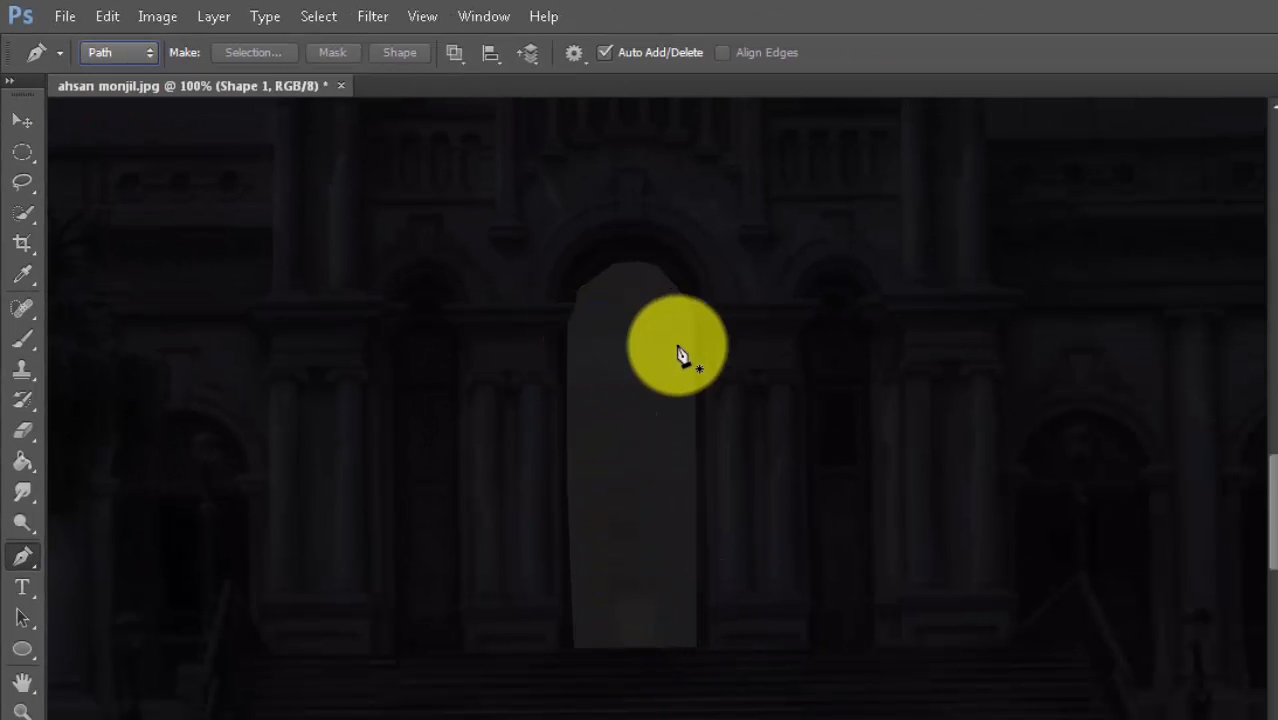 Ps File Edit Image Layer Type Select Filter View Window Help
Path Make: Selection... Mask Shape Auto Add/Delete Align Edges
ahsan monjil.jpg @ 100% (Shape 1, RGB/8) * ×
T